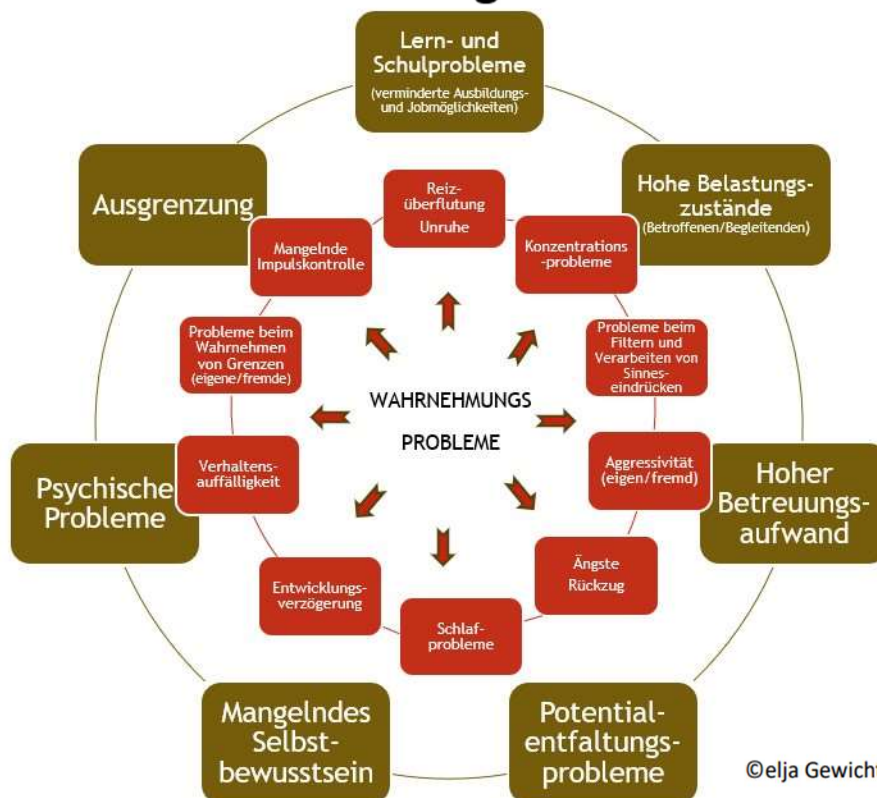 Lern- und
Schulprobleme
(verminderte Ausbildungs-
und Jobmöglichkeiten)
Hohe Belastungs-
zustände
(Betroffenen/Begleitenden)
Hoher
Betreuungs-
aufwand
Potential-
entfaltungs-
probleme
Mangelndes
Selbst-
bewusstsein
Psychische
Probleme
Ausgrenzung
Reiz-
überflutung
Unruhe
Konzentrations
-probleme
Probleme beim
Filtern und
Verarbeiten von
Sinnes-
eindrücken
Aggressivität
(eigen/fremd)
Ängste
Rückzug
Schlaf-
probleme
Entwicklungs-
verzögerung
Verhaltens-
auffälligkeit
Probleme beim
Wahrnehmen
von Grenzen
(eigene/fremde)
Mangelnde
Impulskontrolle
WAHRNEHMUNGS
PROBLEME
©elja Gewicht